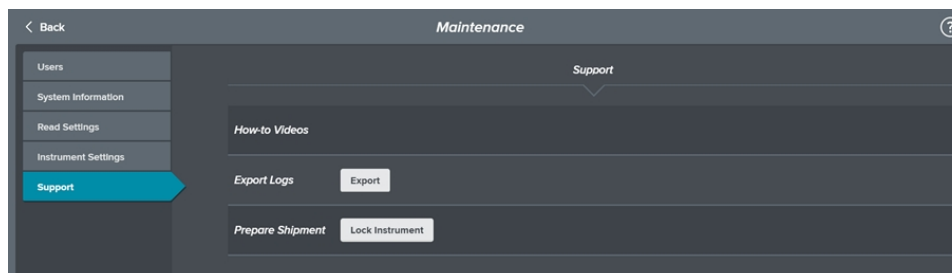 Back
Maintenance
?
Users
System Information
Read Settings
Instrument Settings
Support
Support
How-to Videos
Export Logs Export
Prepare Shipment Lock Instrument